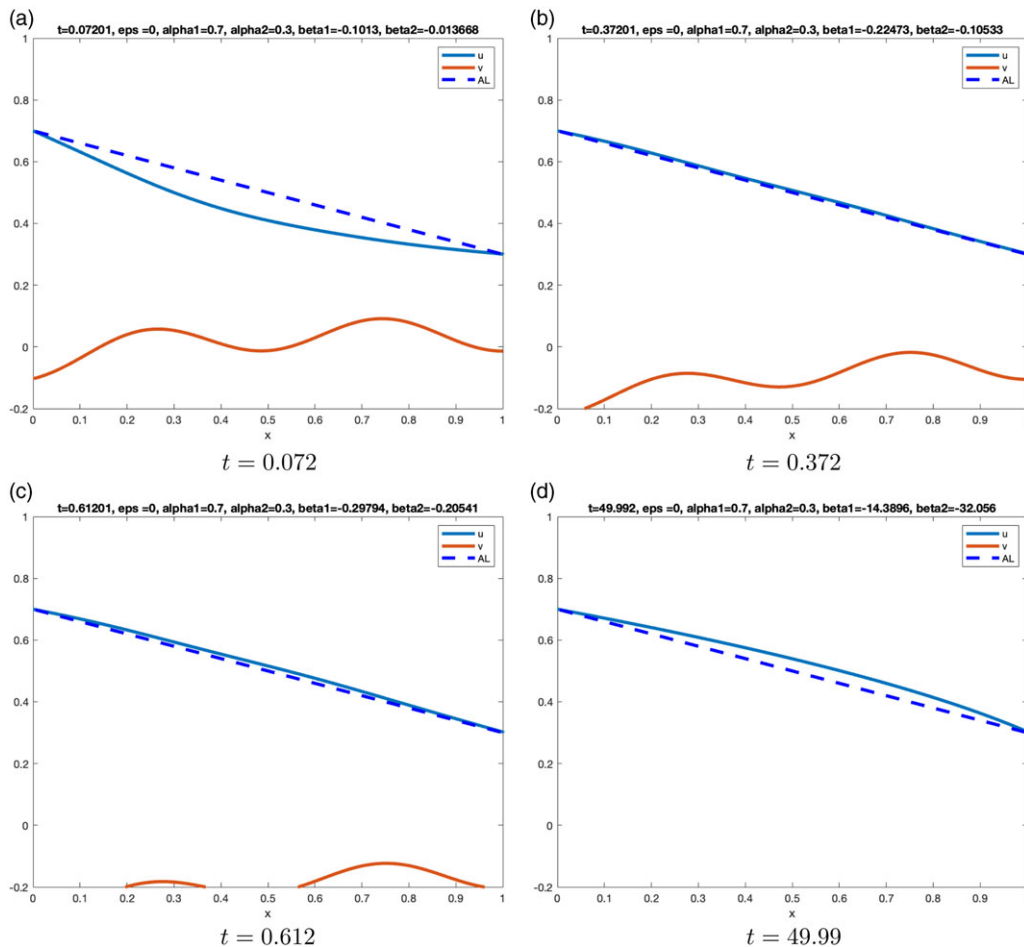 (a)
t=0.07201, eps =0, alpha1=0.7, alpha2=0.3, beta1=-0.1013, beta2=-0.013668
1
0.8
0.6
0.4
0.2
0
-0.2
u
v
AL
0 0.1 0.2 0.3 0.4 0.5 0.6 0.7 0.8 0.9 1
x
t = 0.072
(b)
t=0.37201, eps =0, alpha1=0.7, alpha2=0.3, beta1=-0.22473, beta2=-0.10533
1
0.8
0.6
0.4
0.2
0
-0.2
u
v
AL
0 0.1 0.2 0.3 0.4 0.5 0.6 0.7 0.8 0.9
x
t = 0.372
(c)
t=0.61201, eps =0, alpha1=0.7, alpha2=0.3, beta1=-0.29794, beta2=-0.20541
1
0.8
0.6
0.4
0.2
0
-0.2
u
v
AL
0 0.1 0.2 0.3 0.4 0.5 0.6 0.7 0.8 0.9 1
x
t = 0.612
(d)
t=49.992, eps =0, alpha1=0.7, alpha2=0.3, beta1=-14.3896, beta2=-32.056
1
0.8
0.6
0.4
0.2
0
-0.2
u
v
AL
0 0.1 0.2 0.3 0.4 0.5 0.6 0.7 0.8 0.9
x
t = 49.99